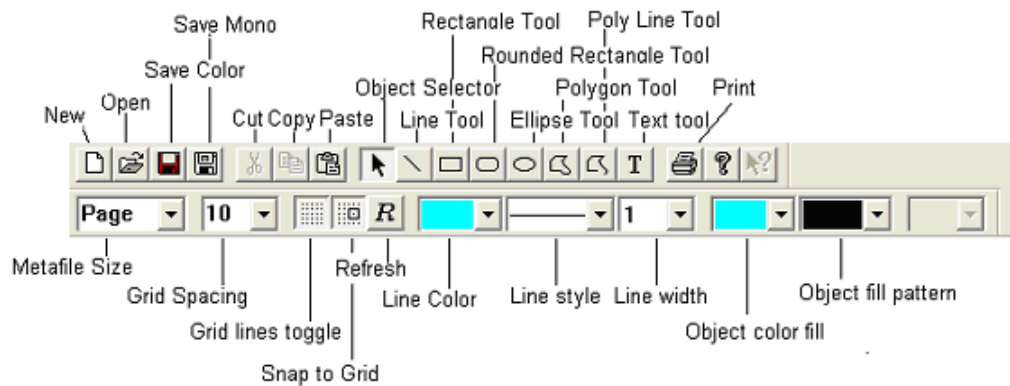 Rectangle Tool
Poly Line Tool
Save Mono
Rounded Rectangle Tool
Save Color
Object Selector
Polygon Tool
Print
Open
New
Cut
Copy
Paste
Line Tool
Ellipse Tool
Text tool
T
?
?
Page
10
R
1
Metafile Size
Refresh
Grid Spacing
Line Color
Line style
Line width
Object fill pattern
Grid lines toggle
Object color fill
Snap to Grid